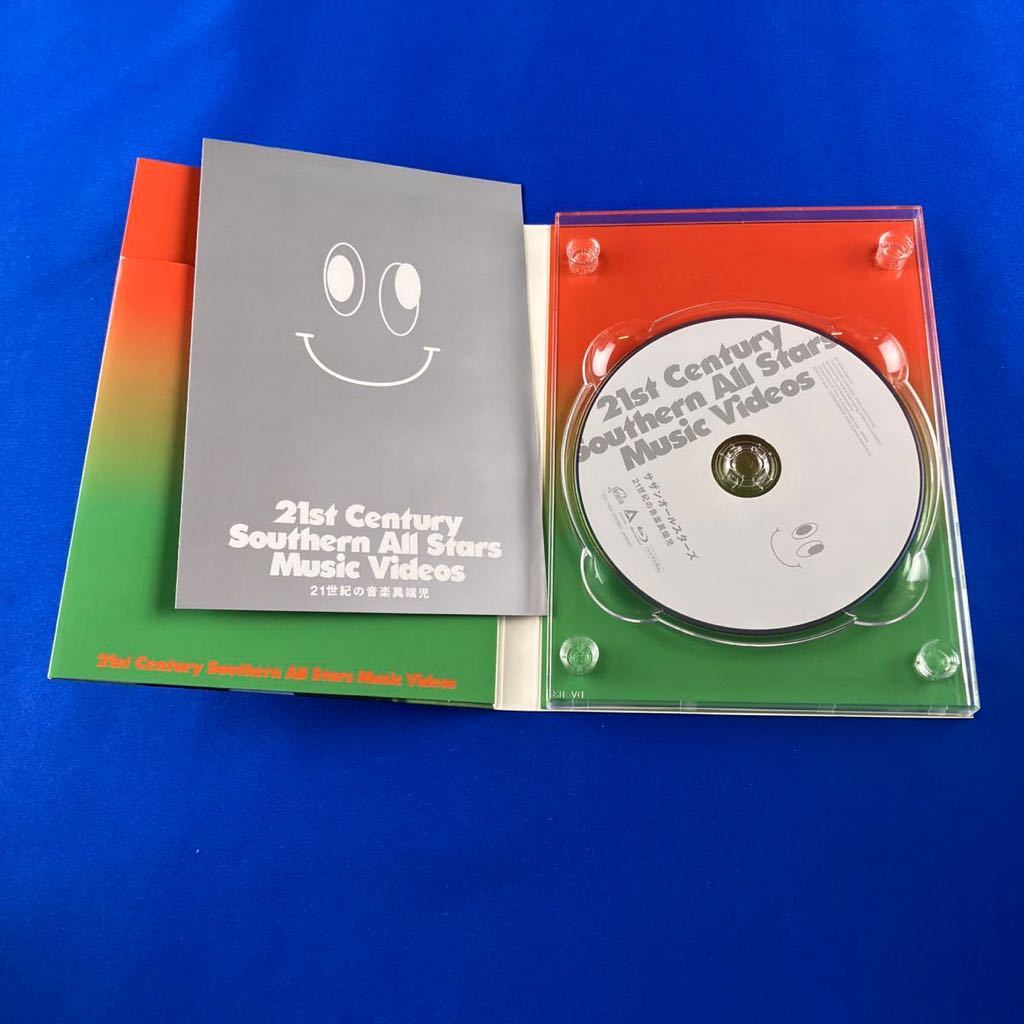 21st Century
Southern All Stars
Music Videos
21世紀の音楽異端児
21st Century Southern All Stars Music Videos
21st Century
Southern All Stars
Music Videos
サザンオールスターズ
21世紀の音楽異端児